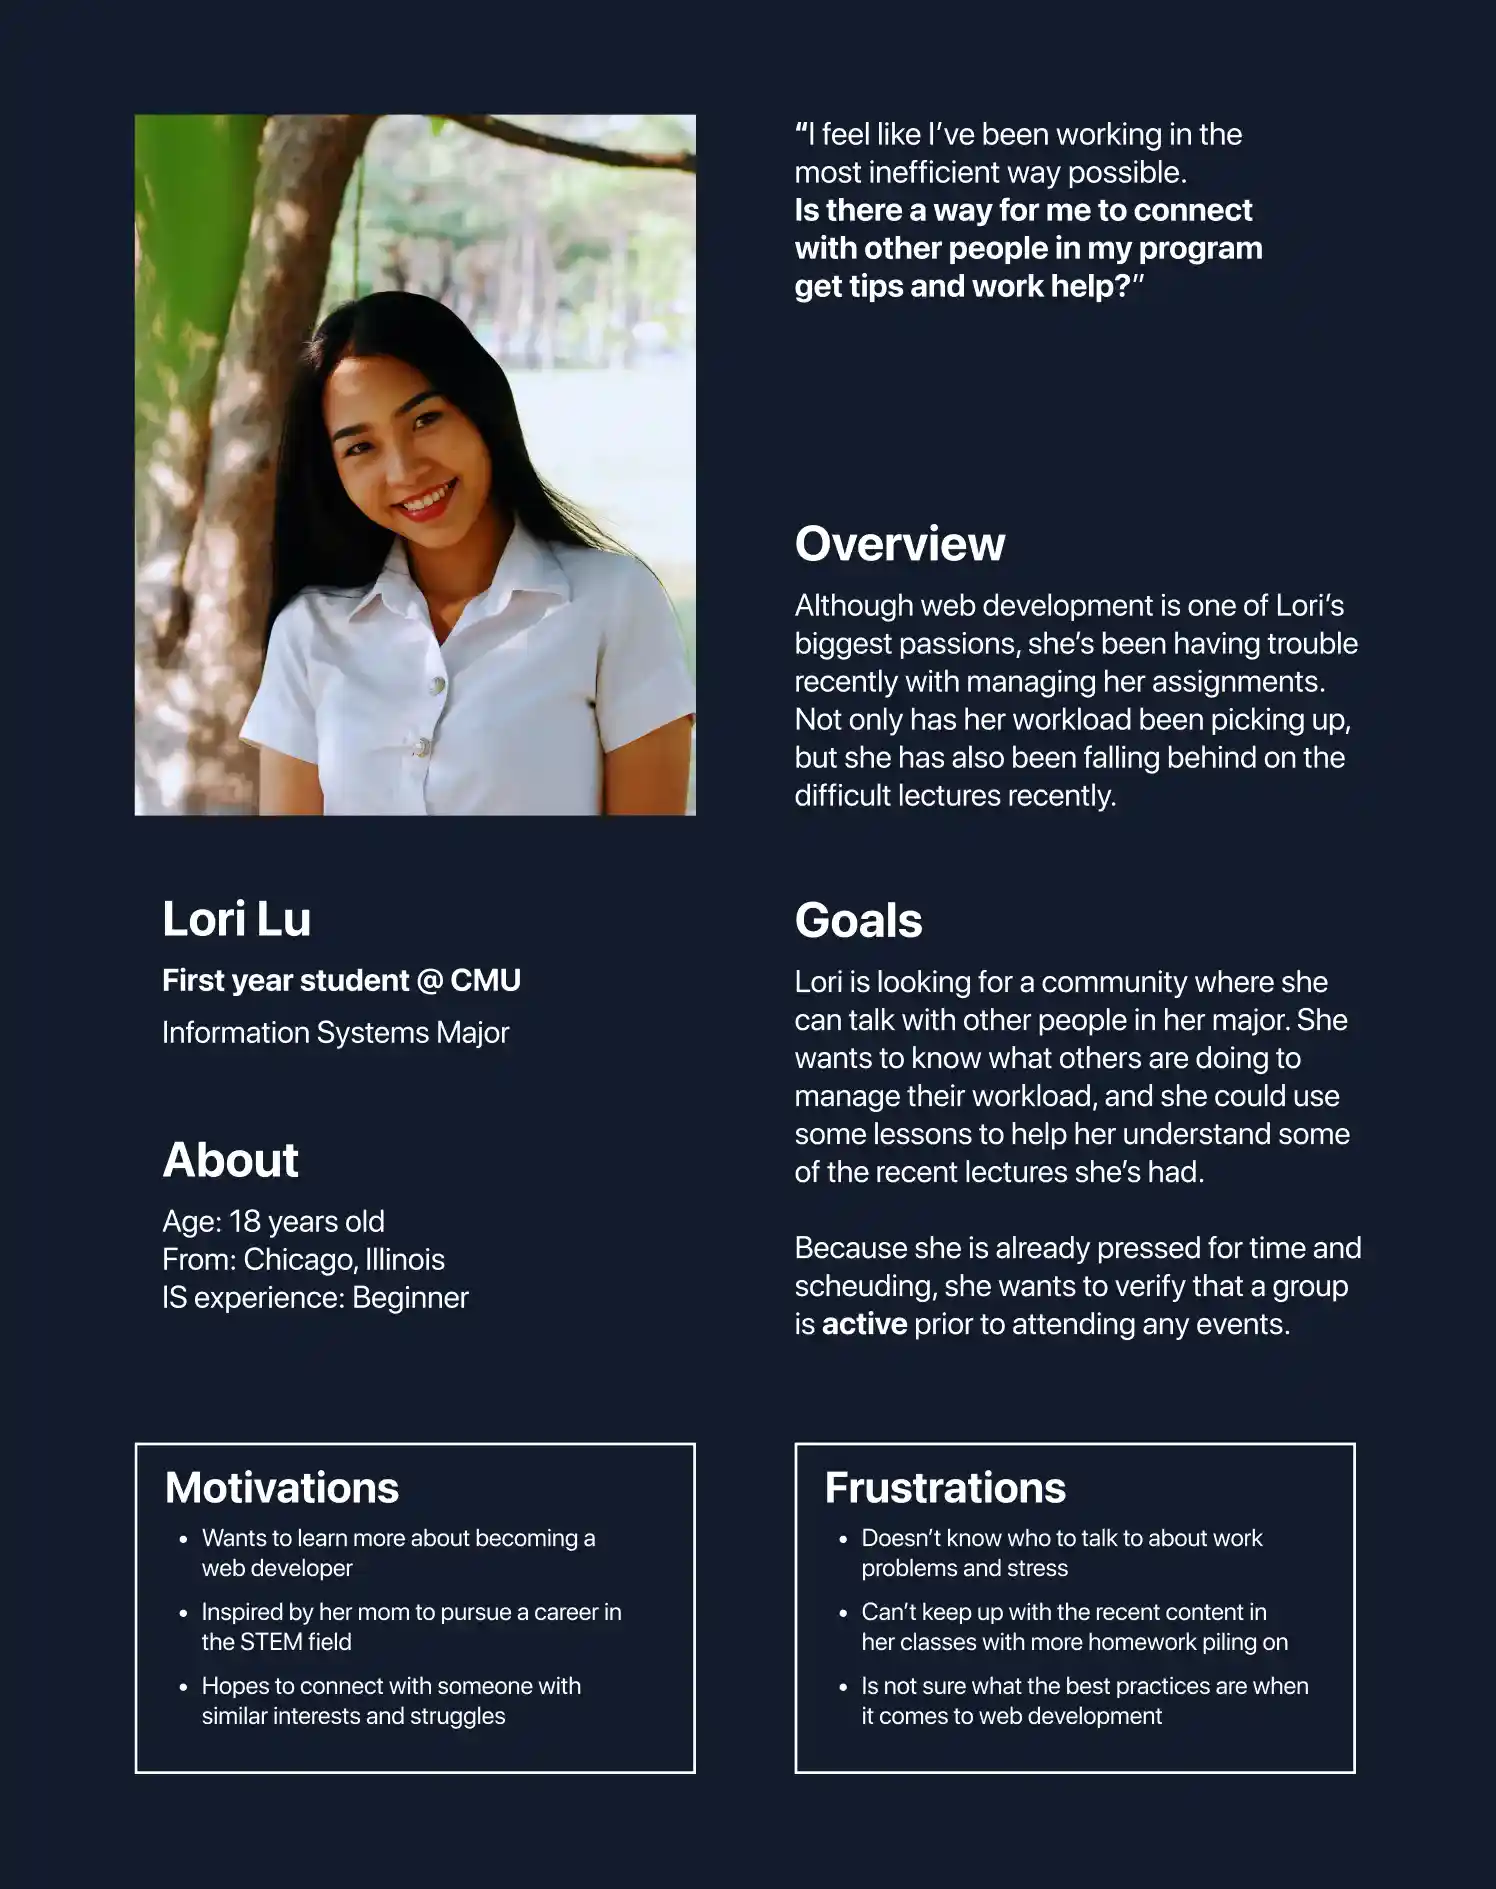 “I feel like I’ve been working in the
most inefficient way possible.
Is there a way for me to connect
with other people in my program
get tips and work help?”
Overview
Although web development is one of Lori’s
biggest passions, she’s been having trouble
recently with managing her assignments.
Not only has her workload been picking up,
but she has also been falling behind on the
difficult lectures recently.
Lori Lu
First year student @ CMU
Information Systems Major
About
Age: 18 years old
From: Chicago, Illinois
IS experience: Beginner
Goals
Lori is looking for a community where she
can talk with other people in her major. She
wants to know what others are doing to
manage their workload, and she could use
some lessons to help her understand some
of the recent lectures she’s had.
Because she is already pressed for time and
scheuding, she wants to verify that a group
is active prior to attending any events.
Motivations
• Wants to learn more about becoming a
web developer
• Inspired by her mom to pursue a career in
the STEM field
• Hopes to connect with someone with
similar interests and struggles
Frustrations
• Doesn’t know who to talk to about work
problems and stress
• Can’t keep up with the recent content in
her classes with more homework piling on
• Is not sure what the best practices are when
it comes to web development